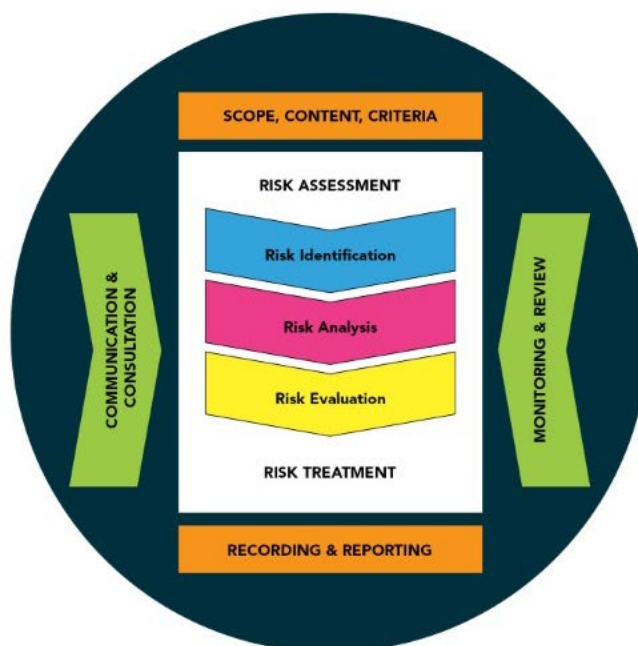 SCOPE, CONTENT, CRITERIA
RISK ASSESSMENT
Risk Identification
Risk Analysis
Risk Evaluation
RISK TREATMENT
COMMUNICATION &
CONSULTATION
MONITORING & REVIEW
RECORDING & REPORTING